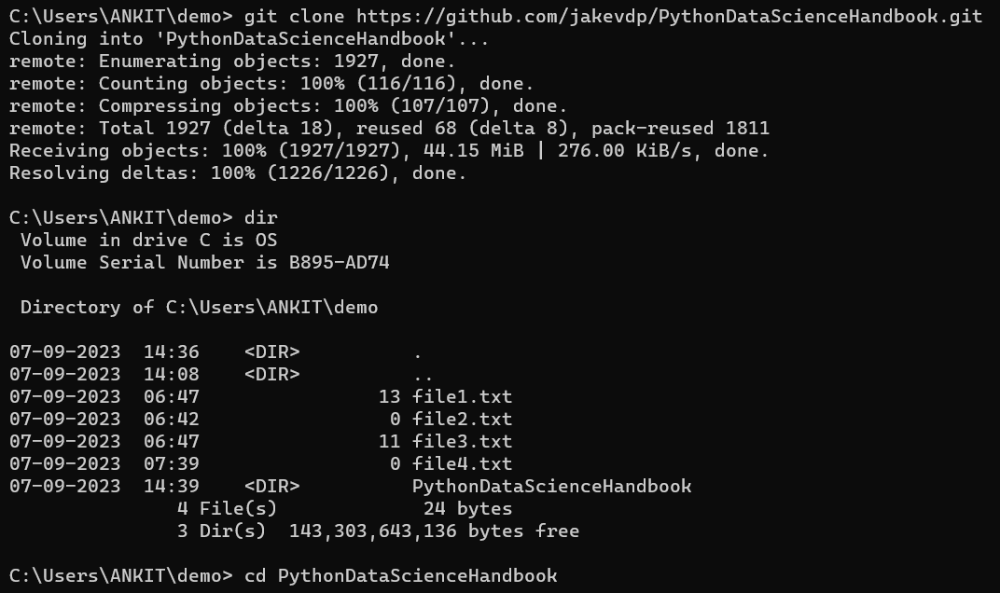 C:\Users\ANKIT\demo> git clone https://github.com/jakevdp/PythonDataScienceHandbook.git
Cloning into 'PythonDataScienceHandbook'...
remote: Enumerating objects: 1927, done.
remote: Counting objects: 100% (116/116), done.
remote: Compressing objects: 100% (107/107), done.
remote: Total 1927 (delta 18), reused 68 (delta 8), pack-reused 1811
Receiving objects: 100% (1927/1927), 44.15 MiB | 276.00 KiB/s, done.
Resolving deltas: 100% (1226/1226), done.

C:\Users\ANKIT\demo> dir
 Volume in drive C is OS
 Volume Serial Number is B895-AD74

 Directory of C:\Users\ANKIT\demo

07-09-2023  14:36    <DIR>          .
07-09-2023  14:08    <DIR>          ..
07-09-2023  06:47                13 file1.txt
07-09-2023  06:42                 0 file2.txt
07-09-2023  06:47                11 file3.txt
07-09-2023  07:39                 0 file4.txt
07-09-2023  14:39    <DIR>          PythonDataScienceHandbook
               4 File(s)             24 bytes
               3 Dir(s)  143,303,643,136 bytes free

C:\Users\ANKIT\demo> cd PythonDataScienceHandbook